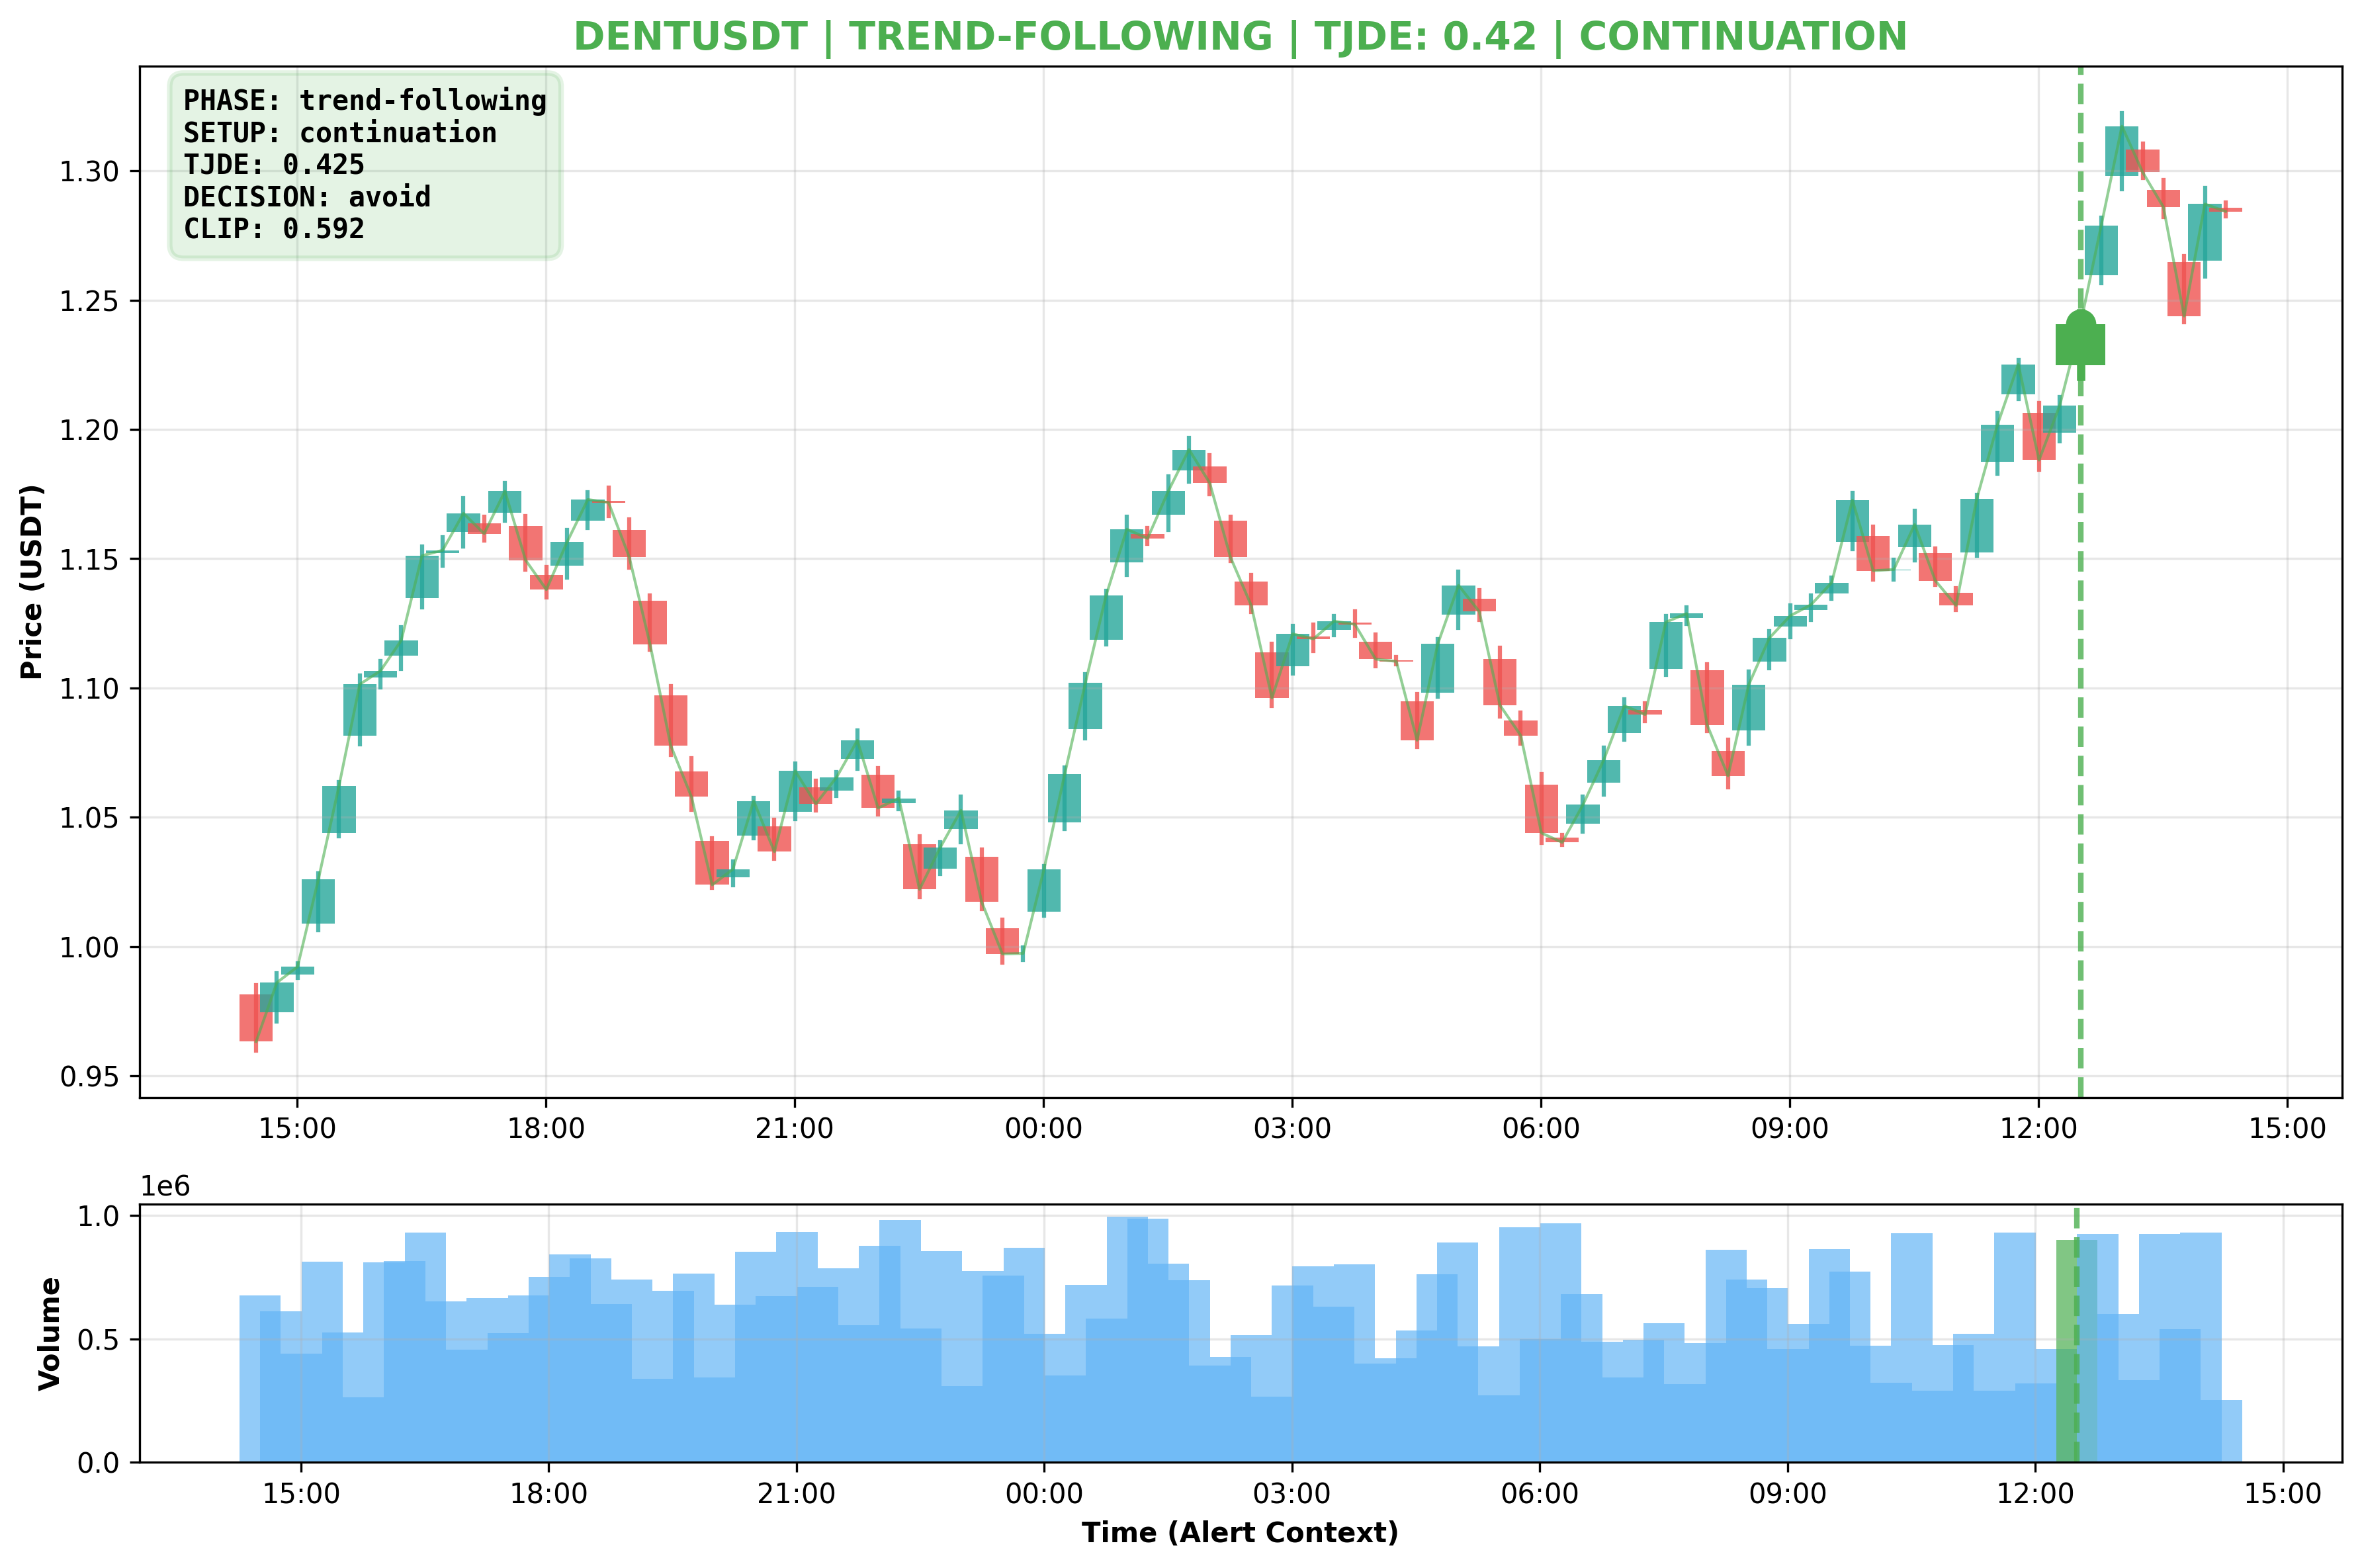 DENTUSDT | TREND-FOLLOWING | TJDE: 0.42 | CONTINUATION
PHASE: trend-following
SETUP: continuation
TJDE: 0.425
DECISION: avoid
CLIP: 0.592
Price (USDT)
1.30
1.25
1.20
1.15
1.10
1.05
1.00
0.95
15:00 18:00 21:00 00:00 03:00 06:00 09:00 12:00 15:00
1e6
Volume
1.0
0.5
0.0
15:00 18:00 21:00 00:00 03:00 06:00 09:00 12:00 15:00
Time (Alert Context)